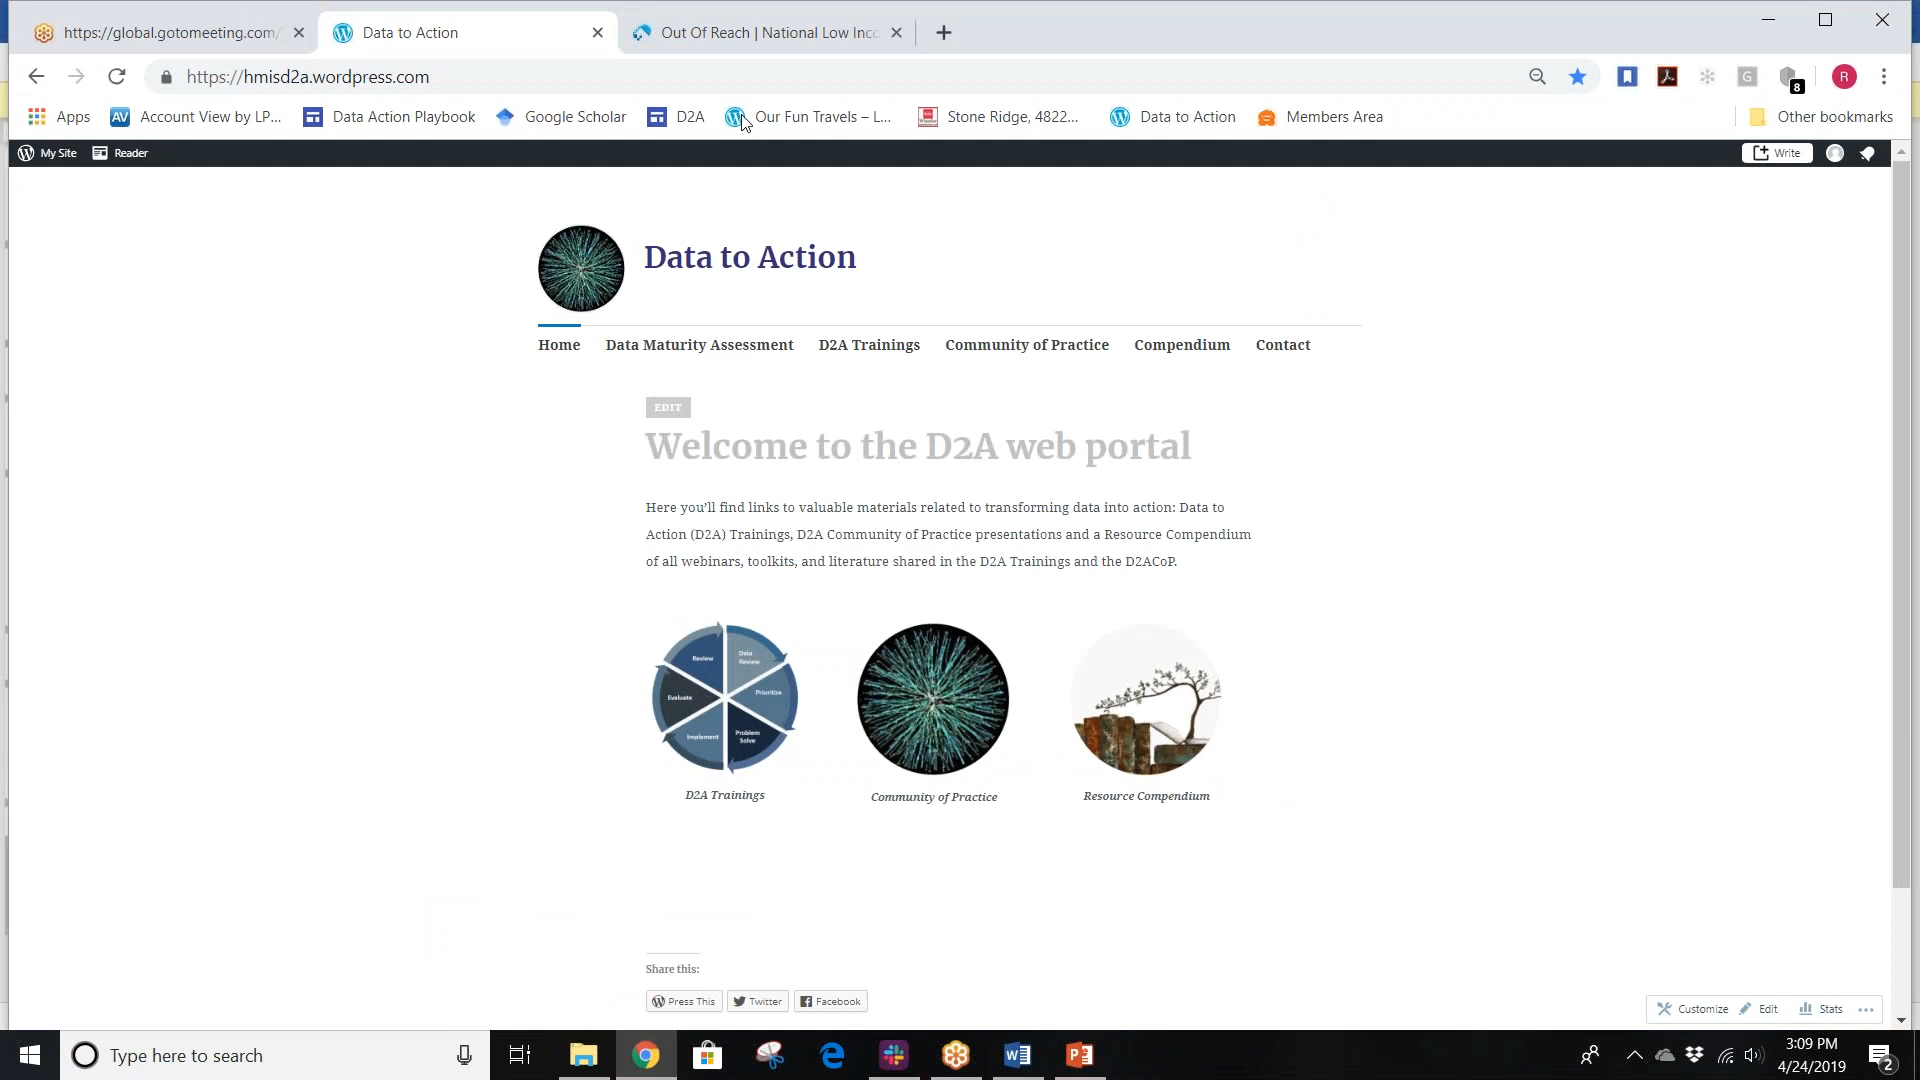 https://global.gotomeeting.com/
Data to Action
Out Of Reach | National Low Inco
https://hmisd2a.wordpress.com
G
8
R
Apps
AV
Account View by LP...
Data Action Playbook
Google Scholar
D2A
Our Fun Travels – L...
Stone Ridge, 4822...
Data to Action
Members Area
Other bookmarks
My Site
Reader
Write
Data to Action
Home
Data Maturity Assessment
D2A Trainings
Community of Practice
Compendium
Contact
EDIT
Welcome to the D2A web portal
Here you'll find links to valuable materials related to transforming data into action: Data to
Action (D2A) Trainings, D2A Community of Practice presentations and a Resource Compendium
of all webinars, toolkits, and literature shared in the D2A Trainings and the D2ACoP.
Review
Data
Review
Evaluate
Prioritize
Implement
Problem
Solve
D2A Trainings
Community of Practice
Resource Compendium
Share this:
Press This
Twitter
Facebook
Customize
Edit
Stats
Type here to search
3:09 PM
4/24/2019
2